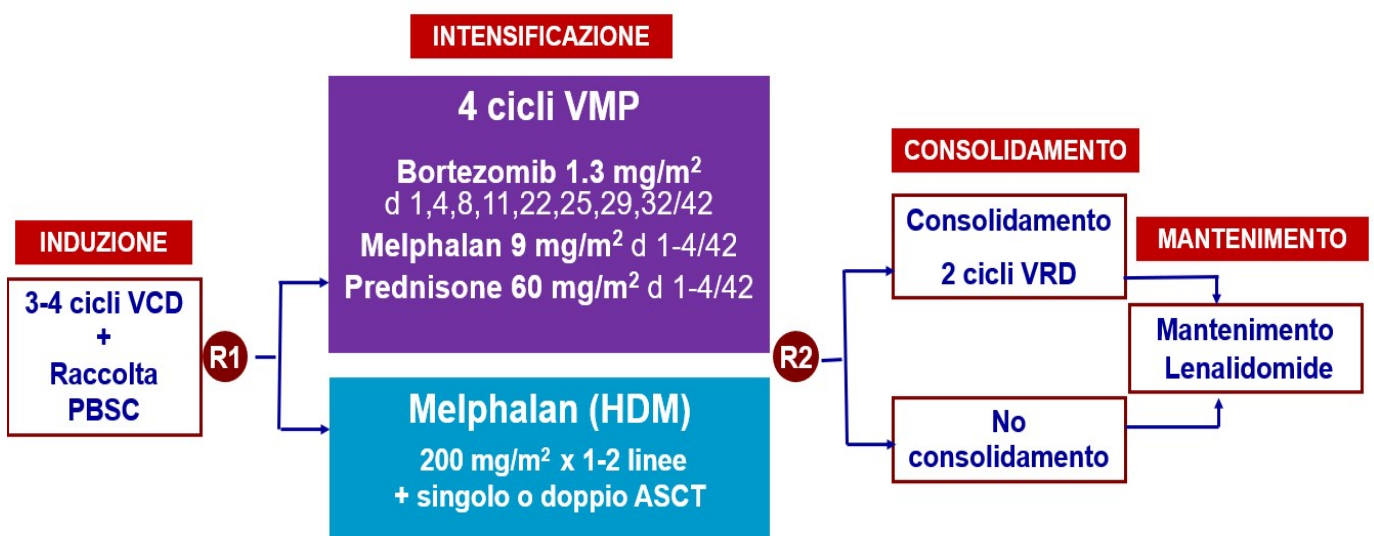 INDUZIONE
3-4 cicli VCD
+
Raccolta
PBSC
R1
INTENSIFICAZIONE
4 cicli VMP
Bortezomib 1.3 mg/m²
d 1,4,8,11,22,25,29,32/42
Melphalan 9 mg/m² d 1-4/42
Prednisone 60 mg/m² d 1-4/42
Melphalan (HDM)
200 mg/m² x 1-2 linee
+ singolo o doppio ASCT
R2
CONSOLIDAMENTO
Consolidamento
2 cicli VRD
No
consolidamento
MANTENIMENTO
Mantenimento
Lenalidomide